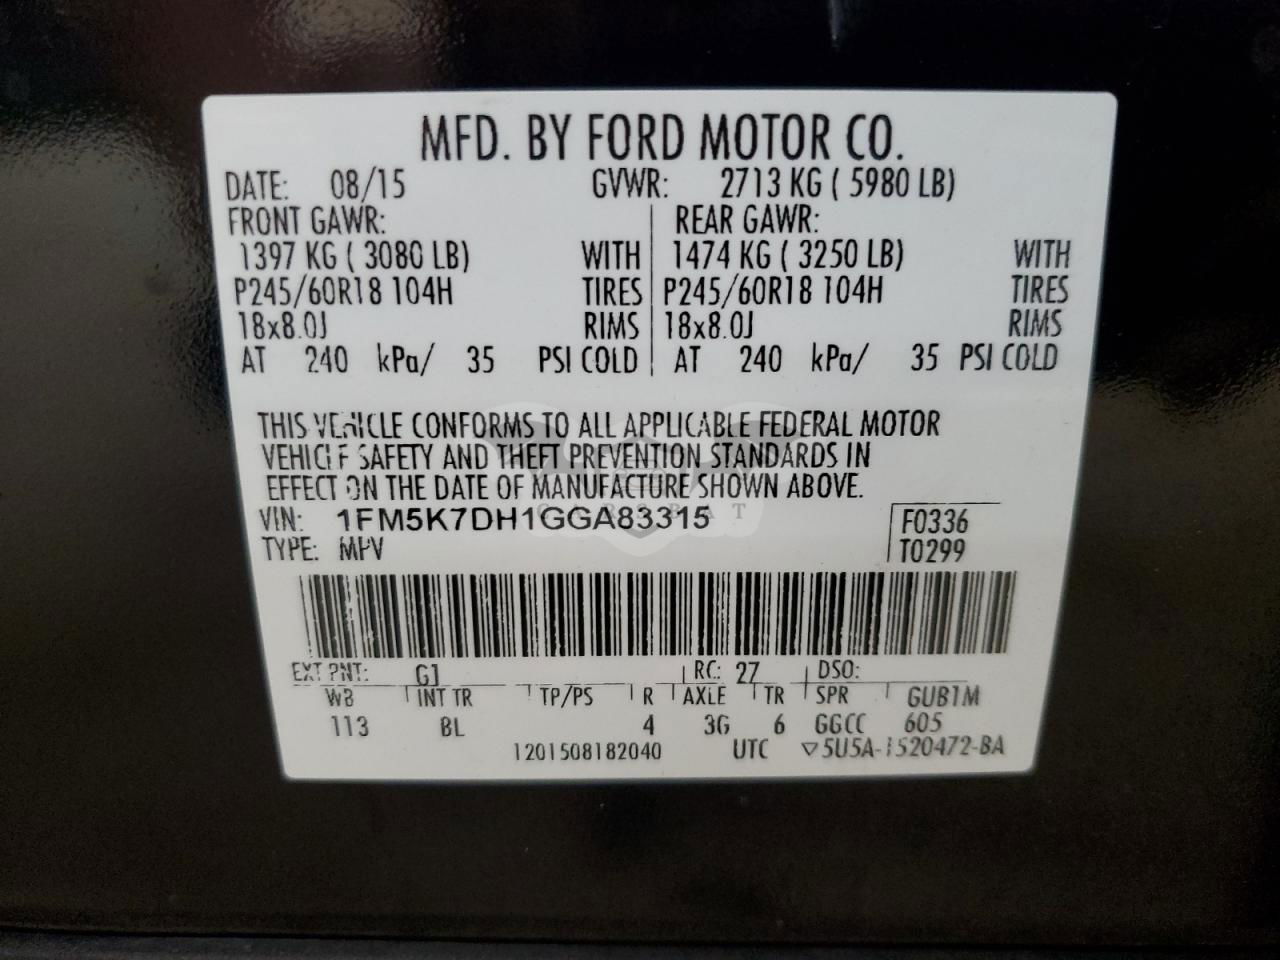 MFD. BY FORD MOTOR CO.
DATE: 08/15 GVWR: 2713 KG ( 5980 LB)
FRONT GAWR: REAR GAWR:
1397 KG ( 3080 LB) WITH 1474 KG ( 3250 LB) WITH
P245/60R18 104H TIRES P245/60R18 104H TIRES
18x8.0J RIMS 18x8.0J RIMS
AT 240 kPa/ 35 PSI COLD AT 240 kPa/ 35 PSI COLD
THIS VEHICLE CONFORMS TO ALL APPLICABLE FEDERAL MOTOR
VEHICLE SAFETY AND THEFT PREVENTION STANDARDS IN
EFFECT ON THE DATE OF MANUFACTURE SHOWN ABOVE.
VIN: 1FM5K7DH1GGA83315 F0336
TYPE: MPV T0299
EXT PNT: G1 RC: 27 DSO:
WB INT TR TP/PS R AXLE TR SPR GUB1M
113 BL 4 3G 6 GGCC 605
1201508182040 UTC ▽5U5A-1520472-BA